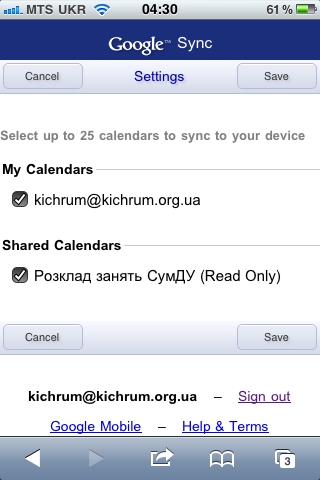 MTS UKR 04:30 61 %
Google™ Sync
Cancel Settings Save
Select up to 25 calendars to sync to your device
My Calendars
kichrum@kichrum.org.ua
Shared Calendars
Розклад занять СумДУ (Read Only)
Cancel Save
kichrum@kichrum.org.ua – Sign out
Google Mobile – Help & Terms
3